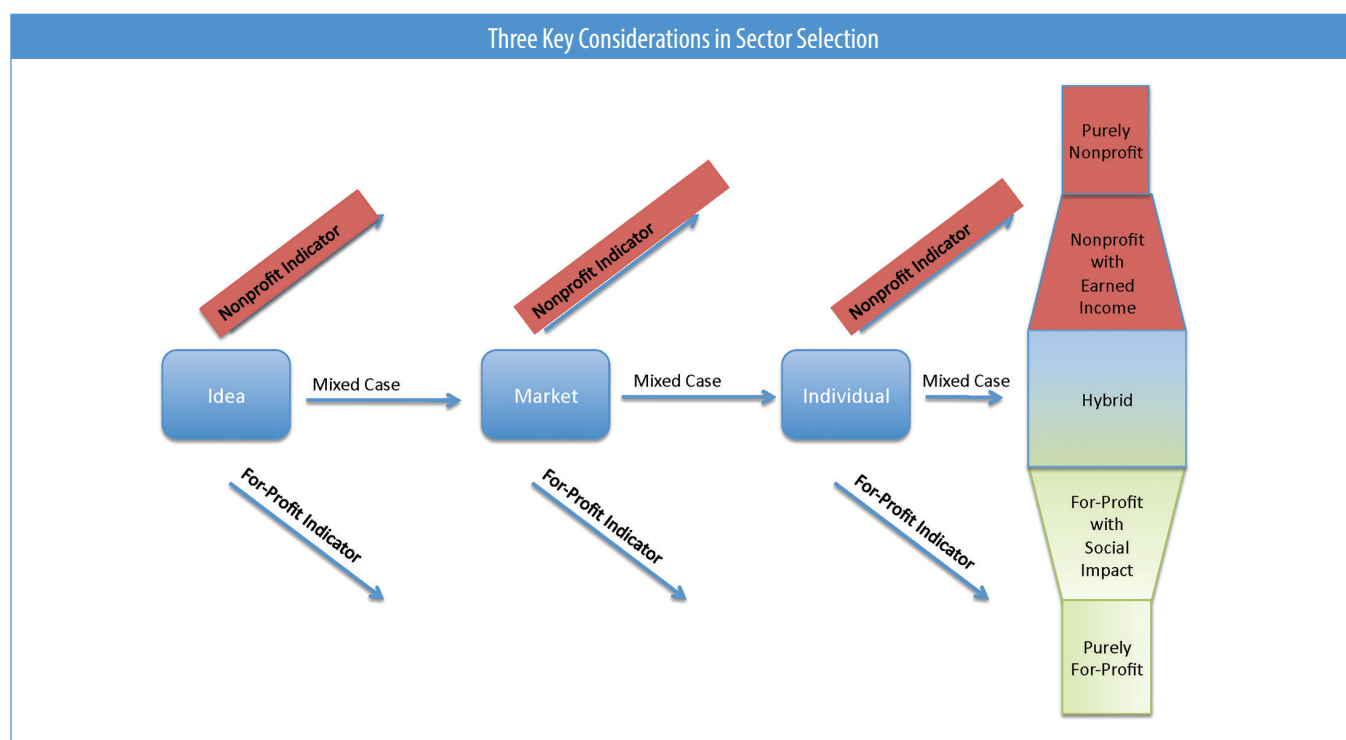 Three Key Considerations in Sector Selection
Nonprofit Indicator
Nonprofit Indicator
Nonprofit Indicator
Idea
Mixed Case
Market
Mixed Case
Individual
Mixed Case
For-Profit Indicator
For-Profit Indicator
For-Profit Indicator
Purely
Nonprofit
Nonprofit
with
Earned
Income
Hybrid
For-Profit
with
Social
Impact
Purely
For-Profit